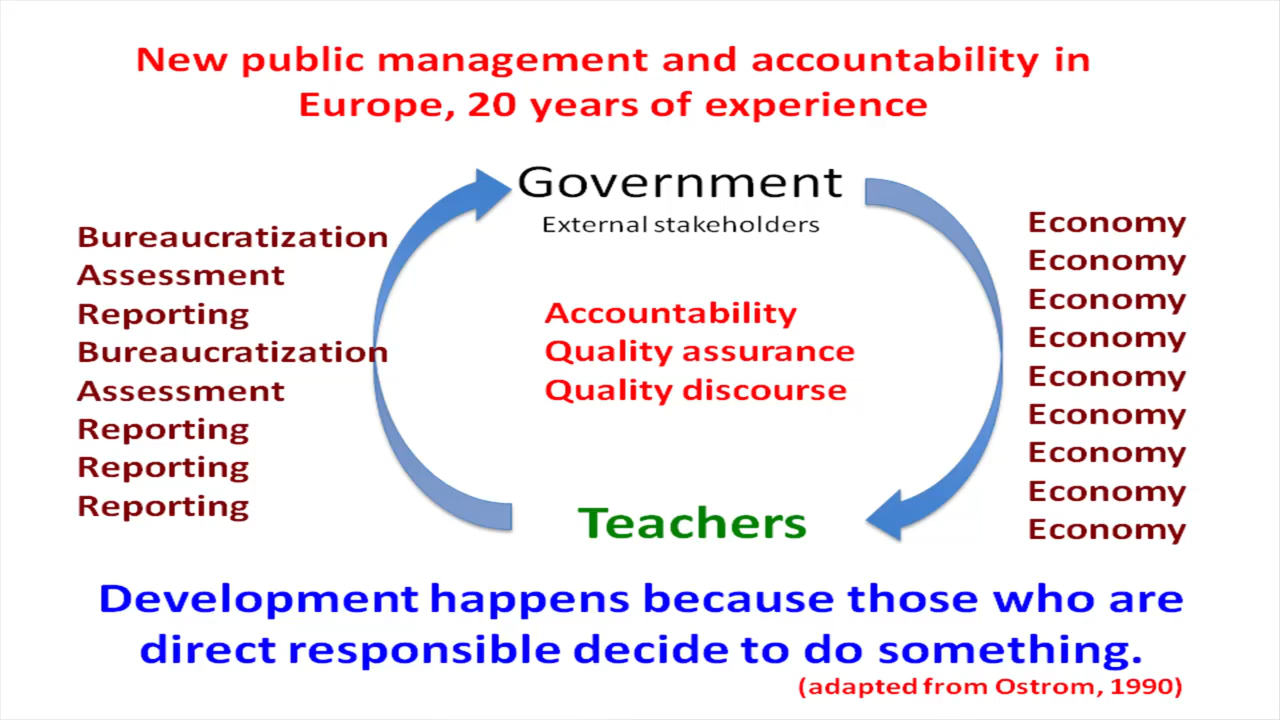 New public management and accountability in
Europe, 20 years of experience
Government
External stakeholders
Bureaucratization
Assessment
Reporting
Bureaucratization
Assessment
Reporting
Reporting
Reporting
Accountability
Quality assurance
Quality discourse
Economy
Economy
Economy
Economy
Economy
Economy
Economy
Economy
Economy
Teachers
Development happens because those who are
direct responsible decide to do something.
(adapted from Ostrom, 1990)